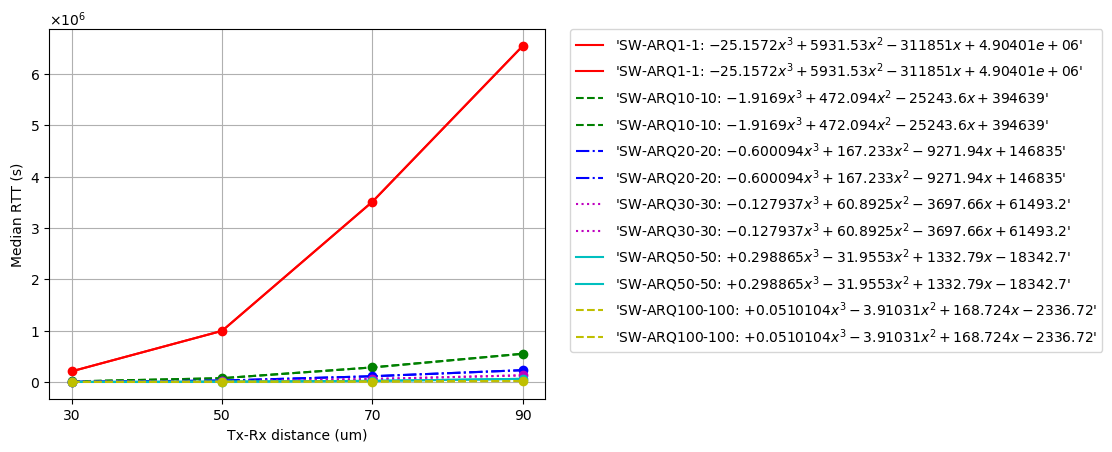 ×10⁶
6
5
4
3
2
1
0
Median RTT (s)
30 50 70 90
Tx-Rx distance (um)
'SW-ARQ1-1: −25.1572x³ + 5931.53x² − 311851x + 4.90401e + 06'
'SW-ARQ1-1: −25.1572x³ + 5931.53x² − 311851x + 4.90401e + 06'
'SW-ARQ10-10: −1.9169x³ + 472.094x² − 25243.6x + 394639'
'SW-ARQ10-10: −1.9169x³ + 472.094x² − 25243.6x + 394639'
'SW-ARQ20-20: −0.600094x³ + 167.233x² − 9271.94x + 146835'
'SW-ARQ20-20: −0.600094x³ + 167.233x² − 9271.94x + 146835'
'SW-ARQ30-30: −0.127937x³ + 60.8925x² − 3697.66x + 61493.2'
'SW-ARQ30-30: −0.127937x³ + 60.8925x² − 3697.66x + 61493.2'
'SW-ARQ50-50: +0.298865x³ − 31.9553x² + 1332.79x − 18342.7'
'SW-ARQ50-50: +0.298865x³ − 31.9553x² + 1332.79x − 18342.7'
'SW-ARQ100-100: +0.0510104x³ − 3.91031x² + 168.724x − 2336.72'
'SW-ARQ100-100: +0.0510104x³ − 3.91031x² + 168.724x − 2336.72'